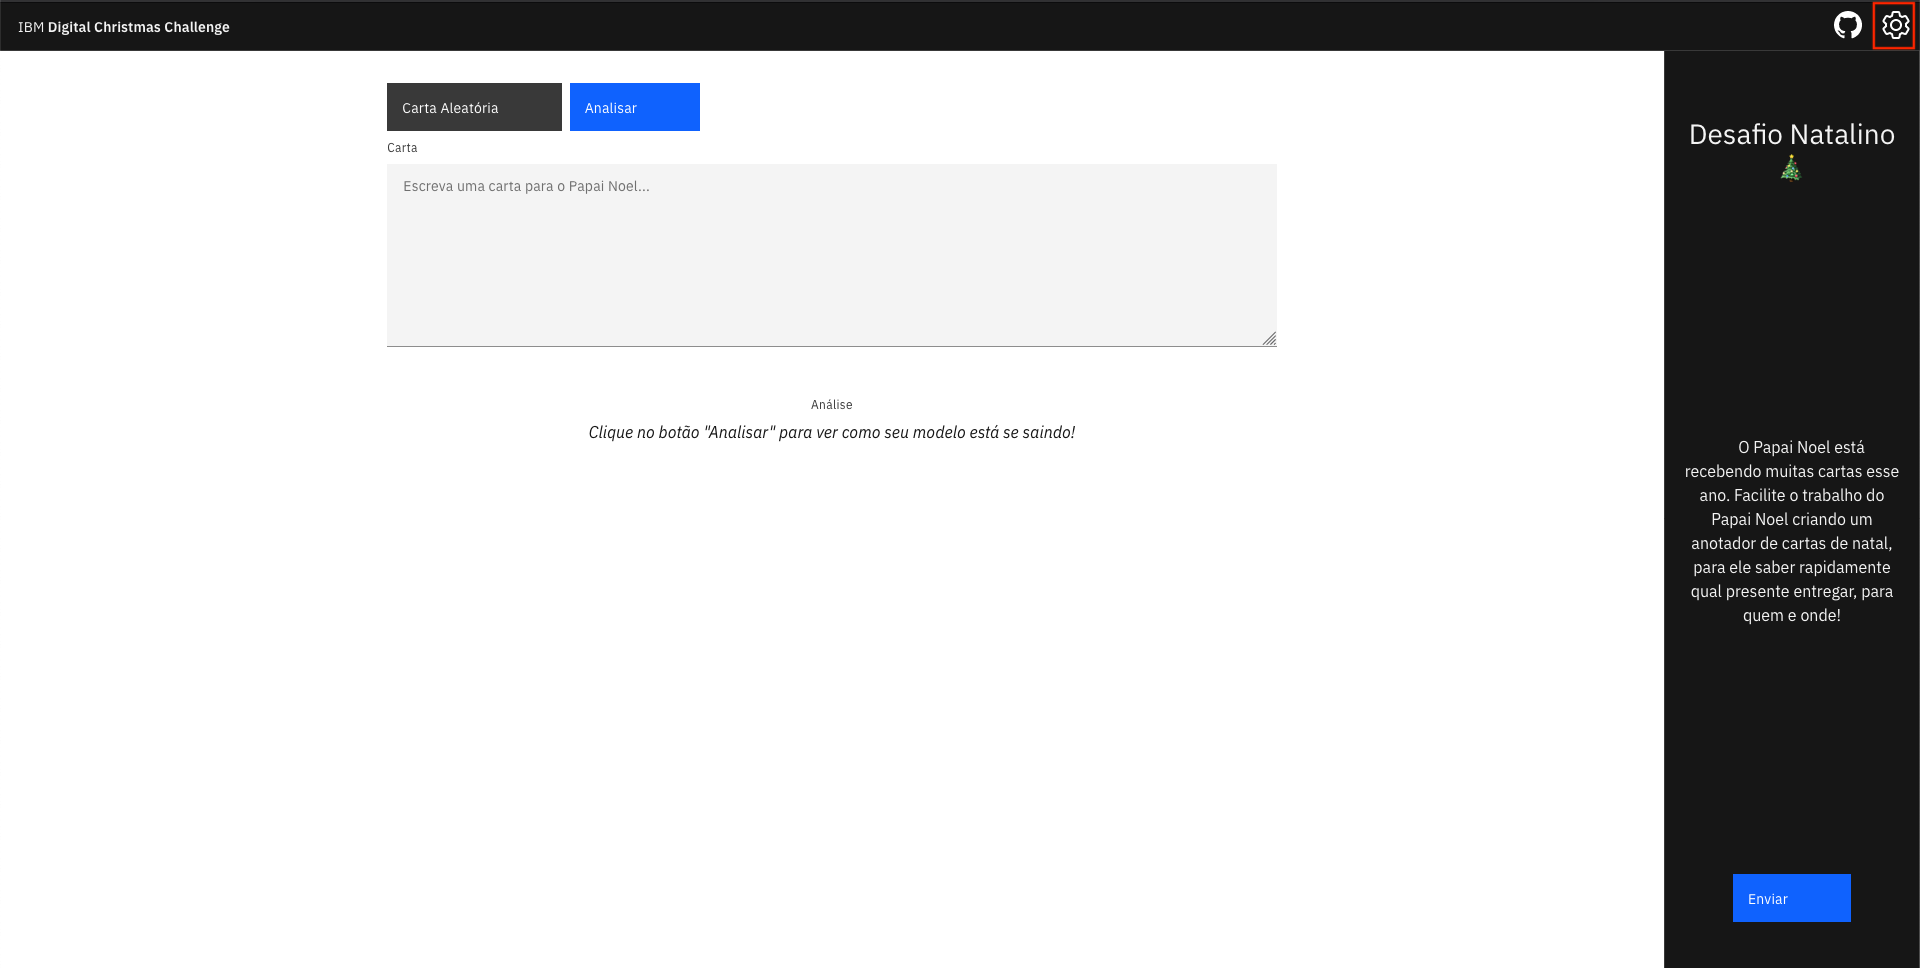 IBM Digital Christmas Challenge
Carta Aleatória
Analisar
Carta
Escreva uma carta para o Papai Noel...
Análise
Clique no botão "Analisar" para ver como seu modelo está se saindo!
Desafio Natalino
O Papai Noel está
recebendo muitas cartas esse
ano. Facilite o trabalho do
Papai Noel criando um
anotador de cartas de natal,
para ele saber rapidamente
qual presente entregar, para
quem e onde!
Enviar